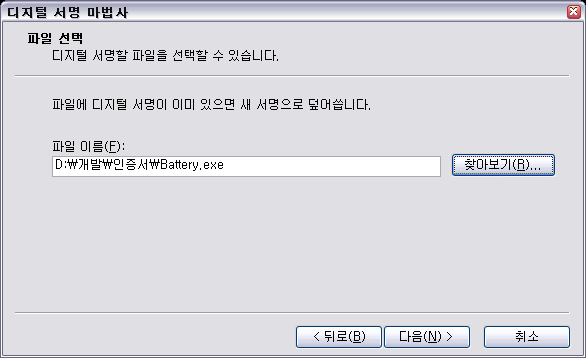 디지털 서명 마법사
파일 선택
디지털 서명할 파일을 선택할 수 있습니다.
파일에 디지털 서명이 이미 있으면 새 서명으로 덮어씁니다.
파일 이름(F):
D:₩개발₩인증서₩Battery.exe
찾아보기(R)...
< 뒤로(B) 다음(N) > 취소